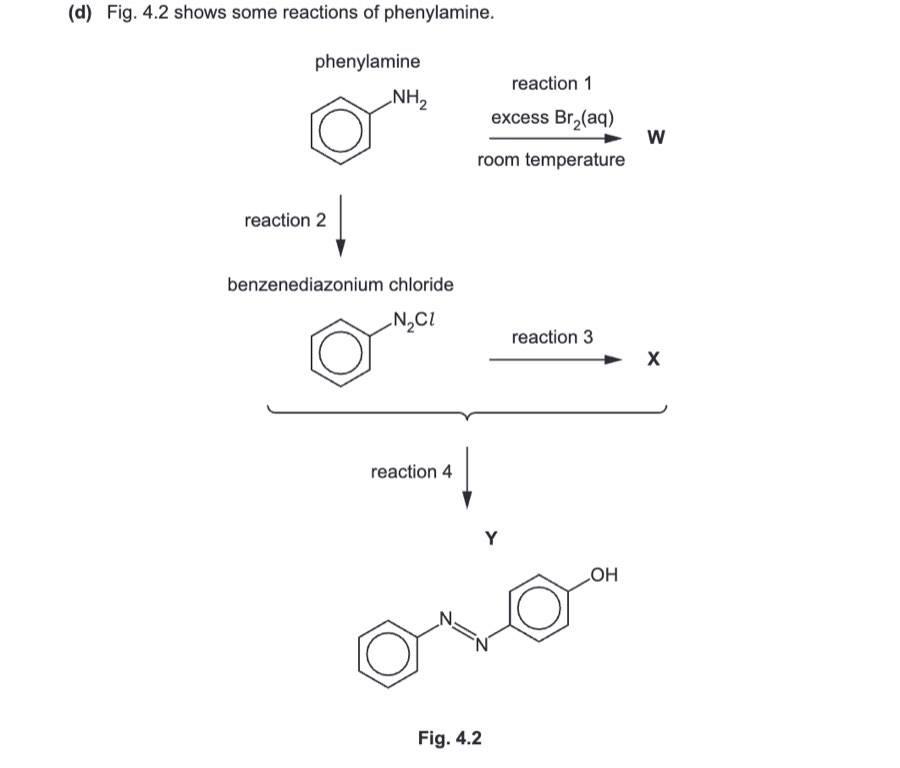 (d) Fig. 4.2 shows some reactions of phenylamine.
phenylamine
NH₂
reaction 1
excess Br₂(aq)
room temperature
W
reaction 2
benzenediazonium chloride
N₂Cl
reaction 3
X
reaction 4
Y
OH
N
N
Fig. 4.2